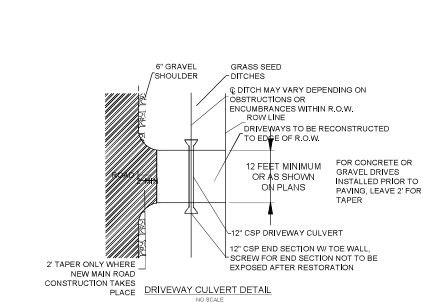 6" GRAVEL
SHOULDER
GRASS SEED
DITCHES
℄ DITCH MAY VARY DEPENDING ON
OBSTRUCTIONS OR
ENCUMBRANCES WITHIN R.O.W.
ROW LINE
DRIVEWAYS TO BE RECONSTRUCTED
TO EDGE OF R.O.W.
ROAD
2' MIN
12 FEET MINIMUM
OR AS SHOWN
ON PLANS
FOR CONCRETE OR
GRAVEL DRIVES
INSTALLED PRIOR TO
PAVING, LEAVE 2' FOR
TAPER
12" CSP DRIVEWAY CULVERT
12" CSP END SECTION W/ TOE WALL,
SCREW FOR END SECTION NOT TO BE
EXPOSED AFTER RESTORATION
2' TAPER ONLY WHERE
NEW MAIN ROAD
CONSTRUCTION TAKES
PLACE
DRIVEWAY CULVERT DETAIL
NO SCALE